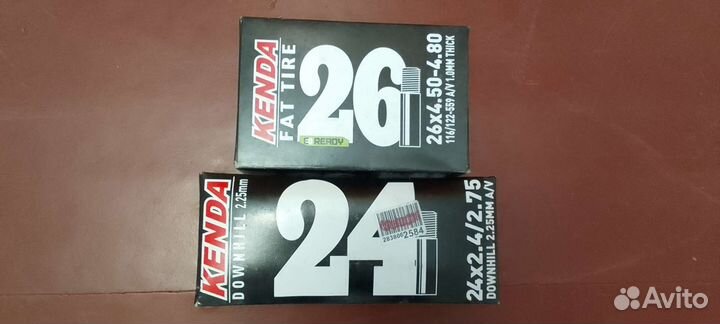 KENDA
FAT TIRE
26
READY
26x4.50-4.80
116/122-559 A/V 1.0MM THICK
KENDA
DOWNHILL 2.25mm
24
2584
24x2.4/2.75
DOWNHILL 2.25MM A/V
Avito